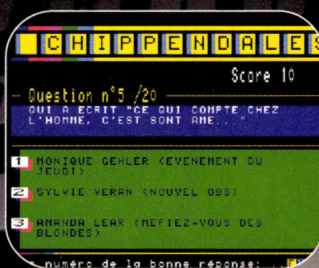 CHIPPENDALES
Score 10
Question n°5 /20
QUI A ECRIT "CE QUI COMPTE CHEZ
L'HOMME, C'EST SONT AME..."
1 MONIQUE GEHLER (EVENEMENT DU
JEUDI)
2 SYLVIE VERAN (NOUVEL OBS)
3 AMANDA LEAR (MEFIEZ-VOUS DES
BLONDES)
numéro de la bonne réponse: